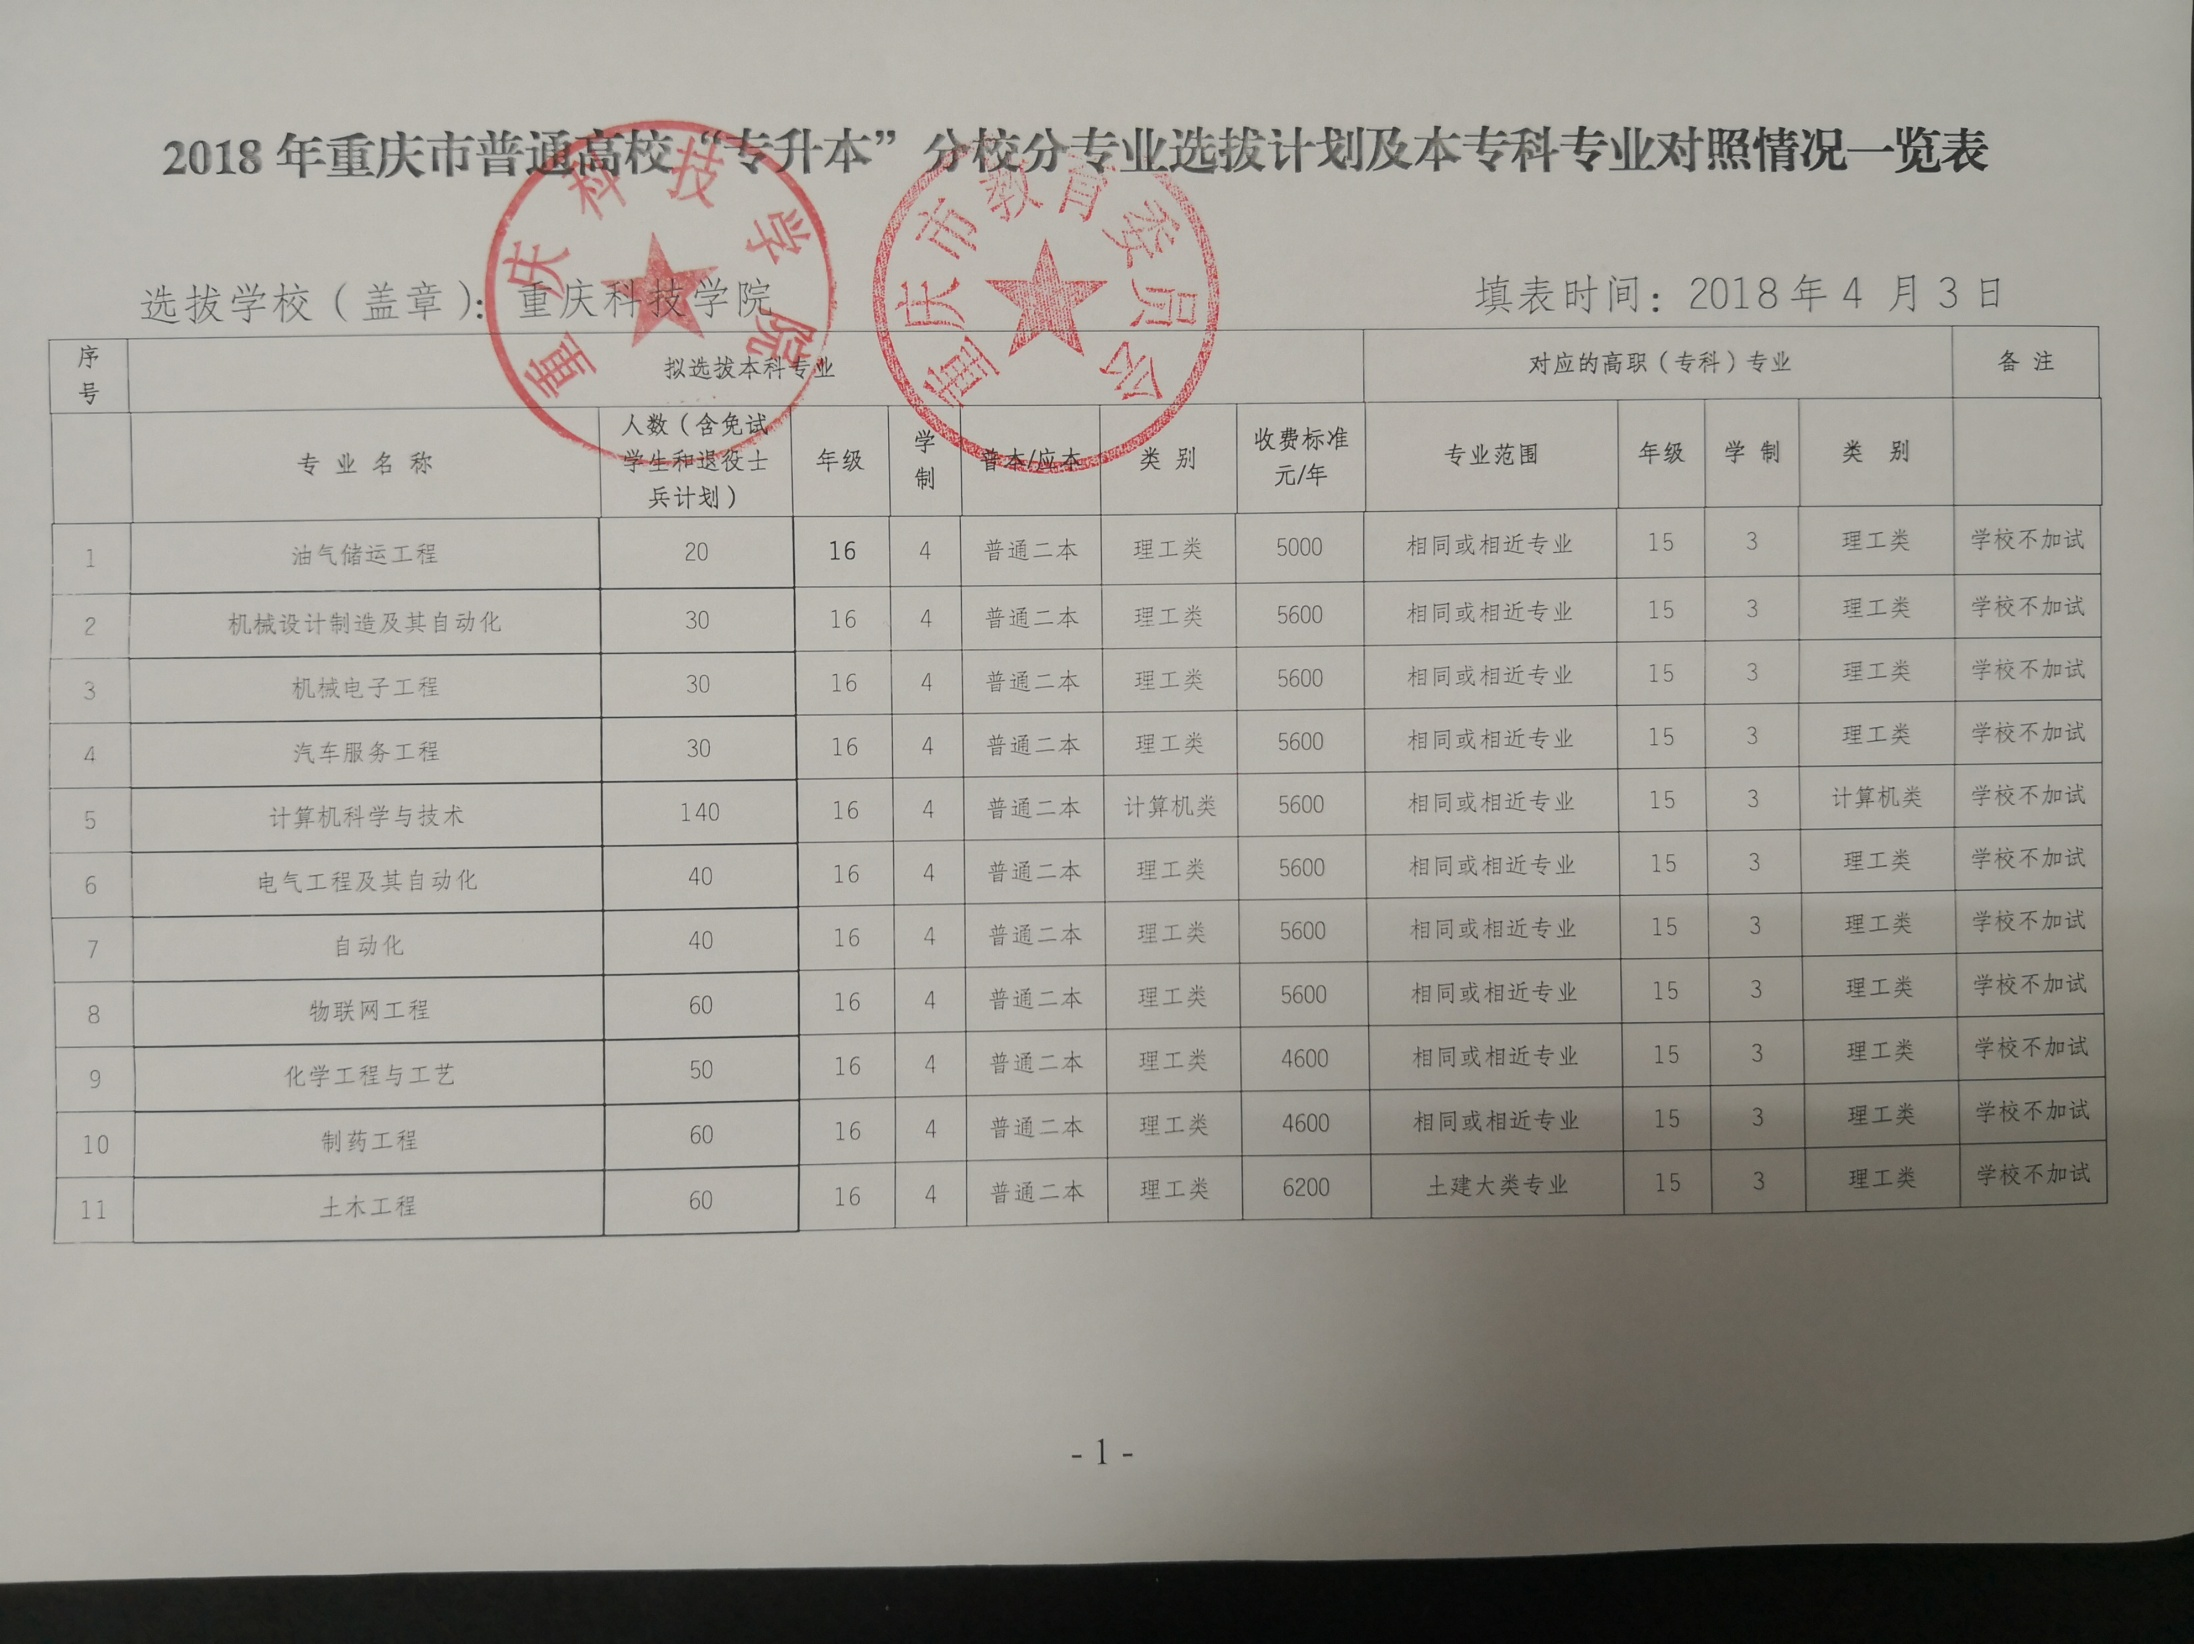 2018 年重庆市普通高校“专升本”分校分专业选拔计划及本专科专业对照情况一览表
重庆科技学院
重庆市教育委员会
选拔学校（盖章）：重庆科技学院 填表时间：2018 年 4 月 3 日
序号 拟选拔本科专业 对应的高职（专科）专业 备 注
专 业 名 称 人数（含免试学生和退役士兵计划） 年级 学制 普本/应本 类 别 收费标准元/年 专业范围 年级 学 制 类 别
1 油气储运工程 20 16 4 普通二本 理工类 5000 相同或相近专业 15 3 理工类 学校不加试
2 机械设计制造及其自动化 30 16 4 普通二本 理工类 5600 相同或相近专业 15 3 理工类 学校不加试
3 机械电子工程 30 16 4 普通二本 理工类 5600 相同或相近专业 15 3 理工类 学校不加试
4 汽车服务工程 30 16 4 普通二本 理工类 5600 相同或相近专业 15 3 理工类 学校不加试
5 计算机科学与技术 140 16 4 普通二本 计算机类 5600 相同或相近专业 15 3 计算机类 学校不加试
6 电气工程及其自动化 40 16 4 普通二本 理工类 5600 相同或相近专业 15 3 理工类 学校不加试
7 自动化 40 16 4 普通二本 理工类 5600 相同或相近专业 15 3 理工类 学校不加试
8 物联网工程 60 16 4 普通二本 理工类 5600 相同或相近专业 15 3 理工类 学校不加试
9 化学工程与工艺 50 16 4 普通二本 理工类 4600 相同或相近专业 15 3 理工类 学校不加试
10 制药工程 60 16 4 普通二本 理工类 4600 相同或相近专业 15 3 理工类 学校不加试
11 土木工程 60 16 4 普通二本 理工类 6200 土建大类专业 15 3 理工类 学校不加试
- 1 -